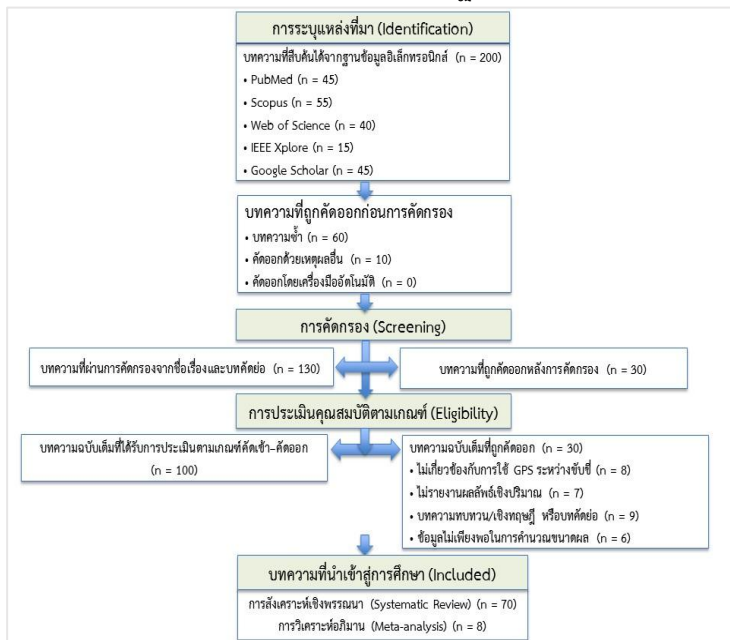 การระบุแหล่งที่มา (Identification)
บทความที่สืบค้นได้จากฐานข้อมูลอิเล็กทรอนิกส์ (n = 200)
• PubMed (n = 45)
• Scopus (n = 55)
• Web of Science (n = 40)
• IEEE Xplore (n = 15)
• Google Scholar (n = 45)
บทความที่ถูกคัดออกก่อนการคัดกรอง
• บทความซ้ำ (n = 60)
• คัดออกด้วยเหตุผลอื่น (n = 10)
• คัดออกโดยเครื่องมืออัตโนมัติ (n = 0)
การคัดกรอง (Screening)
บทความที่ผ่านการคัดกรองจากชื่อเรื่องและบทคัดย่อ (n = 130)
บทความที่ถูกคัดออกหลังการคัดกรอง (n = 30)
การประเมินคุณสมบัติตามเกณฑ์ (Eligibility)
บทความฉบับเต็มที่ได้รับการประเมินตามเกณฑ์คัดเข้า–คัดออก
(n = 100)
บทความฉบับเต็มที่ถูกคัดออก (n = 30)
• ไม่เกี่ยวข้องกับการใช้ GPS ระหว่างขับขี่ (n = 8)
• ไม่รายงานผลลัพธ์เชิงปริมาณ (n = 7)
• บทความทบทวน/เชิงทฤษฎี หรือบทคัดย่อ (n = 9)
• ข้อมูลไม่เพียงพอในการคำนวณขนาดผล (n = 6)
บทความที่นำเข้าสู่การศึกษา (Included)
การสังเคราะห์เชิงพรรณนา (Systematic Review) (n = 70)
การวิเคราะห์อภิมาน (Meta-analysis) (n = 8)